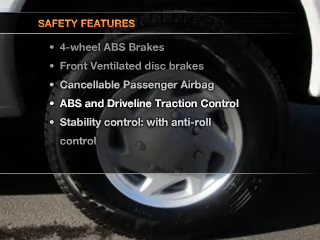 SAFETY FEATURES
• 4-wheel ABS Brakes
• Front Ventilated disc brakes
• Cancellable Passenger Airbag
• ABS and Driveline Traction Control
• Stability control: with anti-roll
control